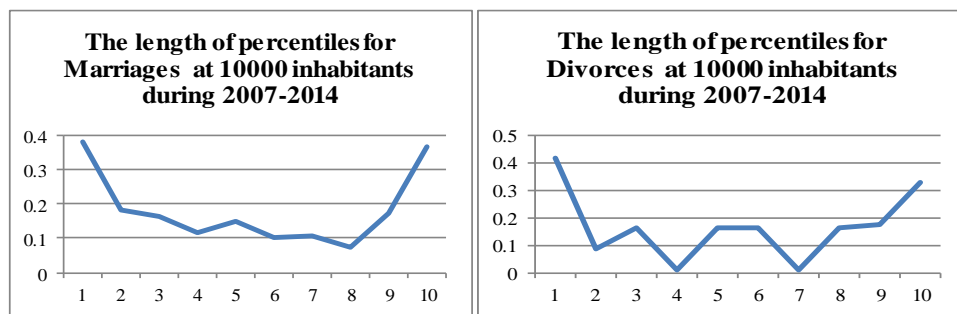 The length of percentiles for
Marriages at 10000 inhabitants
during 2007-2014
0.4
0.3
0.2
0.1
0
1 2 3 4 5 6 7 8 9 10
The length of percentiles for
Divorces at 10000 inhabitants
during 2007-2014
0.5
0.4
0.3
0.2
0.1
0
1 2 3 4 5 6 7 8 9 10